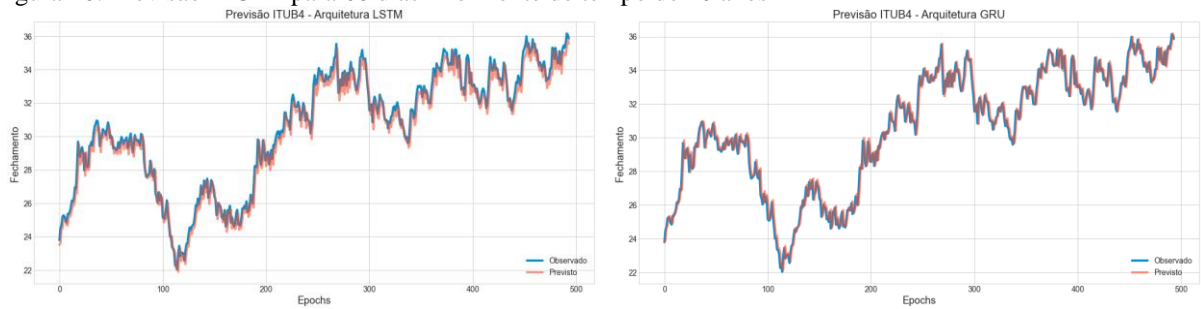 Previsão ITUB4 - Arquitetura LSTM
Fechamento
36
34
32
30
28
26
24
22
0
100
200
300
400
500
Epochs
Observado
Previsto
Previsão ITUB4 - Arquitetura GRU
Fechamento
36
34
32
30
28
26
24
22
0
100
200
300
400
500
Epochs
Observado
Previsto